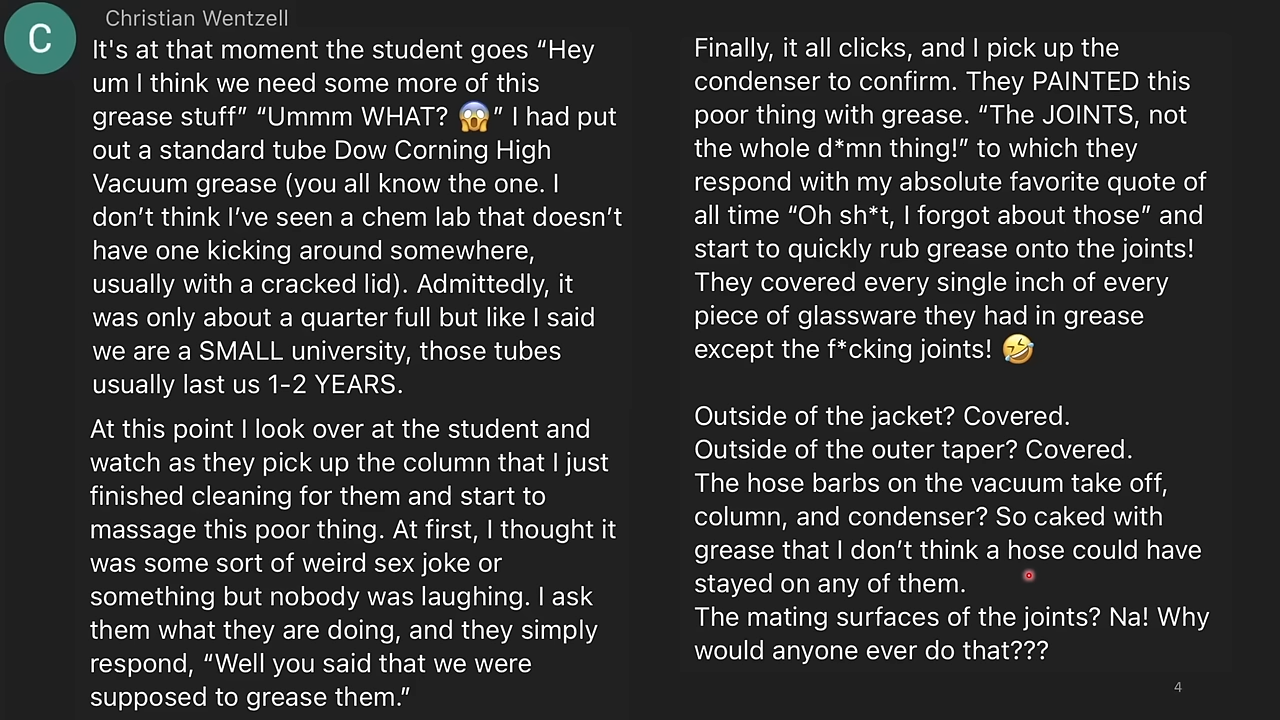 C
Christian Wentzell
It's at that moment the student goes “Hey
um I think we need some more of this
grease stuff” “Ummm WHAT? 😱” I had put
out a standard tube Dow Corning High
Vacuum grease (you all know the one. I
don’t think I’ve seen a chem lab that doesn’t
have one kicking around somewhere,
usually with a cracked lid). Admittedly, it
was only about a quarter full but like I said
we are a SMALL university, those tubes
usually last us 1-2 YEARS.
At this point I look over at the student and
watch as they pick up the column that I just
finished cleaning for them and start to
massage this poor thing. At first, I thought it
was some sort of weird sex joke or
something but nobody was laughing. I ask
them what they are doing, and they simply
respond, “Well you said that we were
supposed to grease them.”
Finally, it all clicks, and I pick up the
condenser to confirm. They PAINTED this
poor thing with grease. “The JOINTS, not
the whole d*mn thing!” to which they
respond with my absolute favorite quote of
all time “Oh sh*t, I forgot about those” and
start to quickly rub grease onto the joints!
They covered every single inch of every
piece of glassware they had in grease
except the f*cking joints! 🤣
Outside of the jacket? Covered.
Outside of the outer taper? Covered.
The hose barbs on the vacuum take off,
column, and condenser? So caked with
grease that I don’t think a hose could have
stayed on any of them.
The mating surfaces of the joints? Na! Why
would anyone ever do that???
4